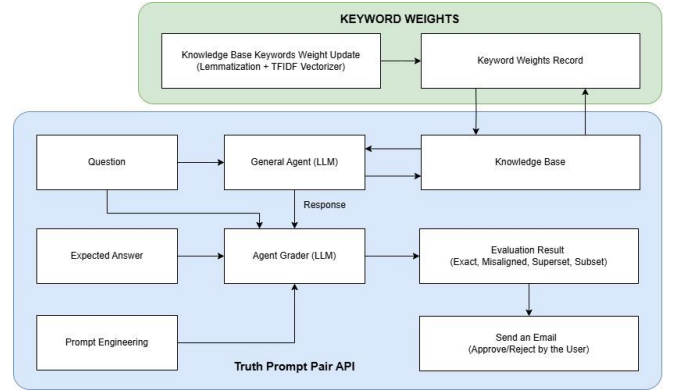 KEYWORD WEIGHTS
Knowledge Base Keywords Weight Update
(Lemmatization + TFIDF Vectorizer)
Keyword Weights Record
Question
General Agent (LLM)
Knowledge Base
Response
Expected Answer
Agent Grader (LLM)
Evaluation Result
(Exact, Misaligned, Superset, Subset)
Prompt Engineering
Send an Email
(Approve/Reject by the User)
Truth Prompt Pair API